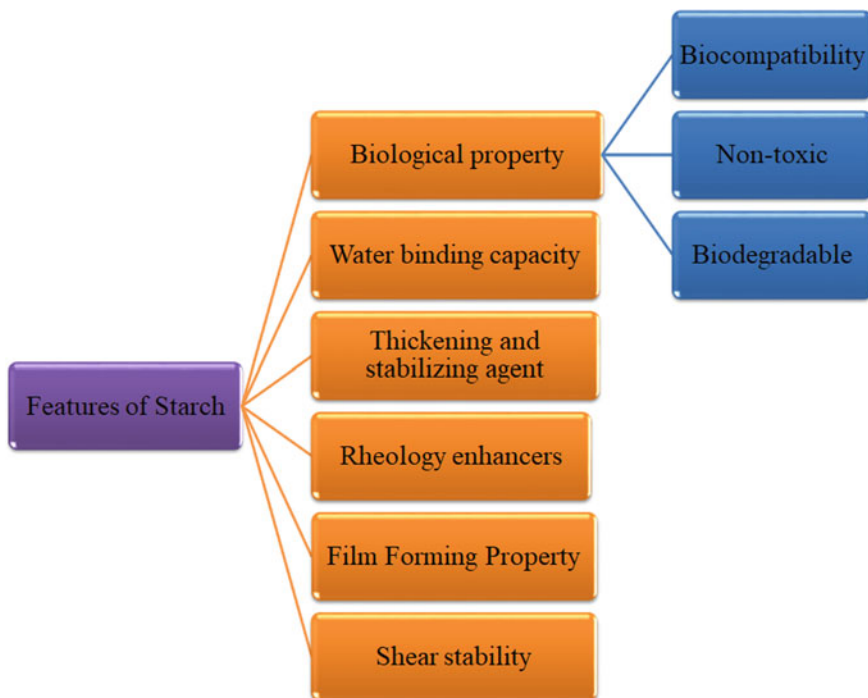 Features of Starch
Biological property
Water binding capacity
Thickening and
stabilizing agent
Rheology enhancers
Film Forming Property
Shear stability
Biocompatibility
Non-toxic
Biodegradable